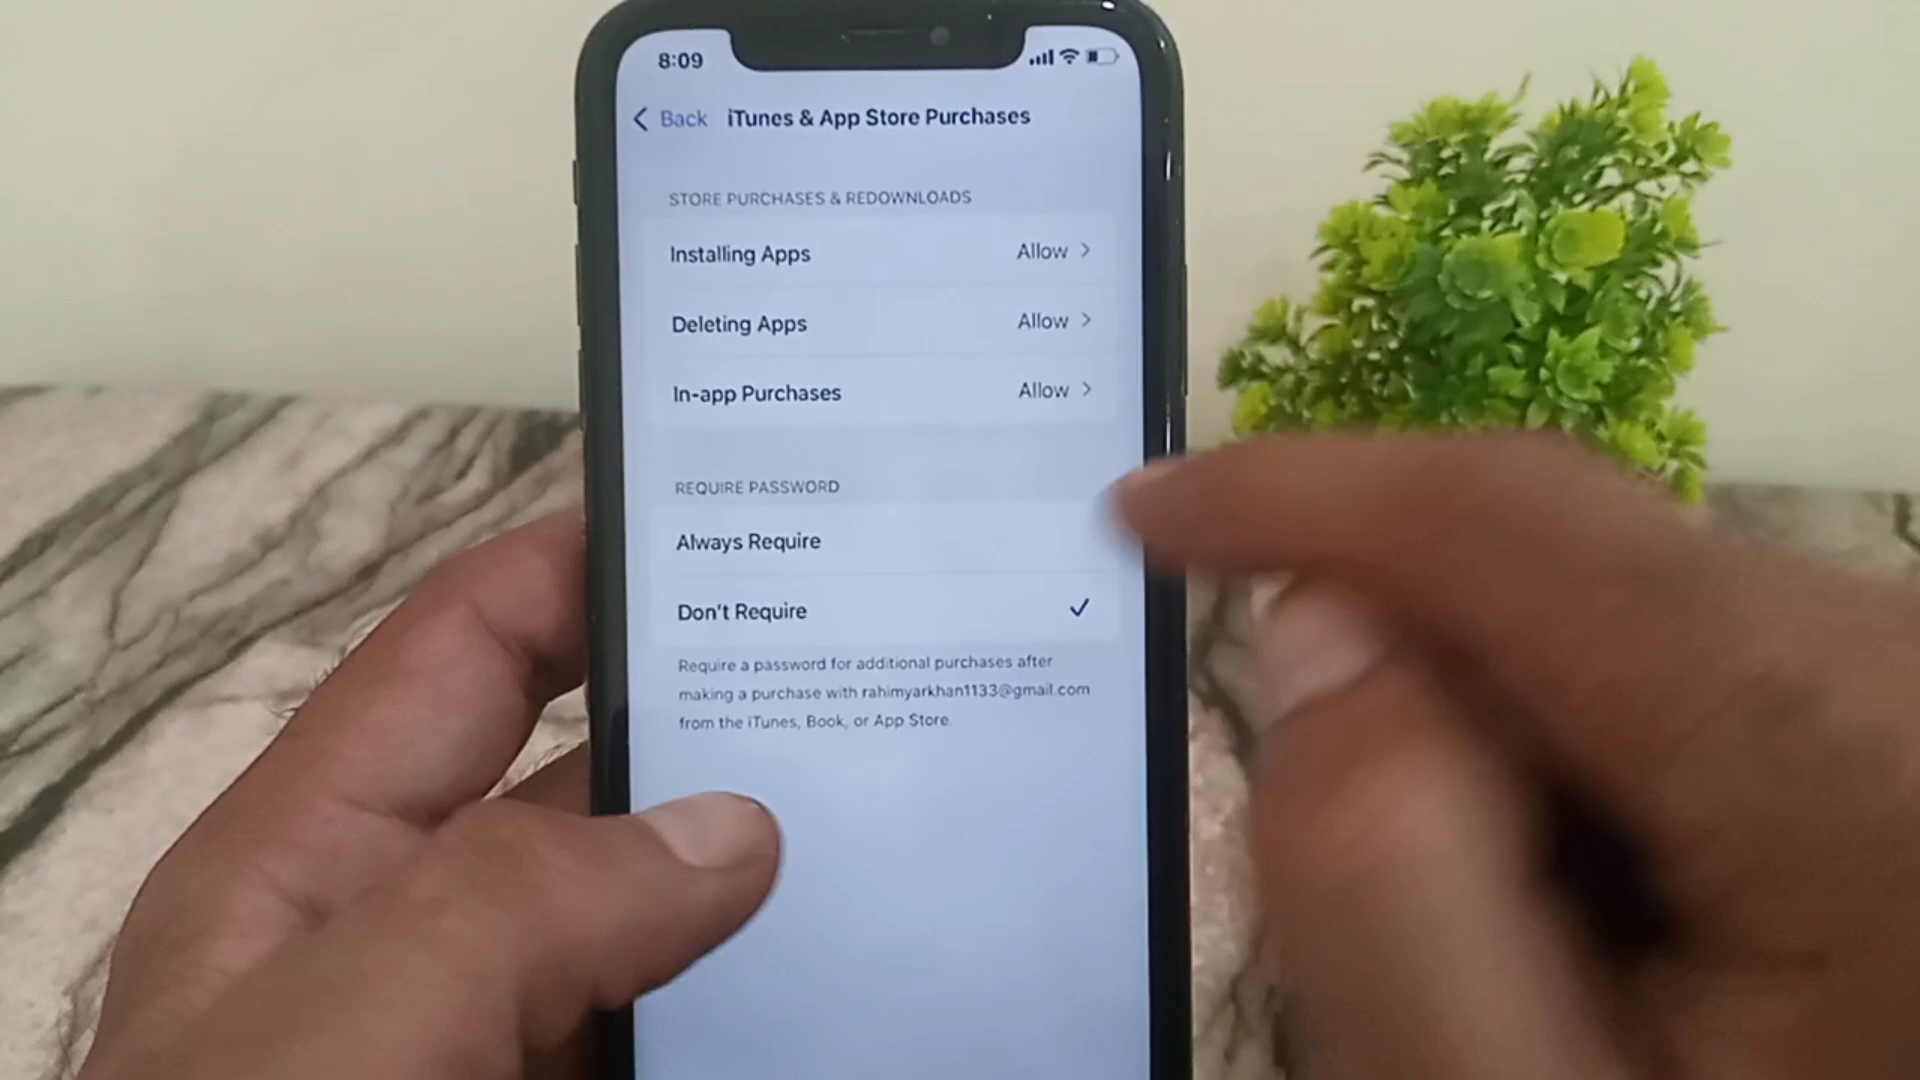 8:09
Back iTunes & App Store Purchases
STORE PURCHASES & REDOWNLOADS
Installing Apps Allow
Deleting Apps Allow
In-app Purchases Allow
REQUIRE PASSWORD
Always Require
Don't Require
Require a password for additional purchases after
making a purchase with rahimyarkhan1133@gmail.com
from the iTunes, Book, or App Store.